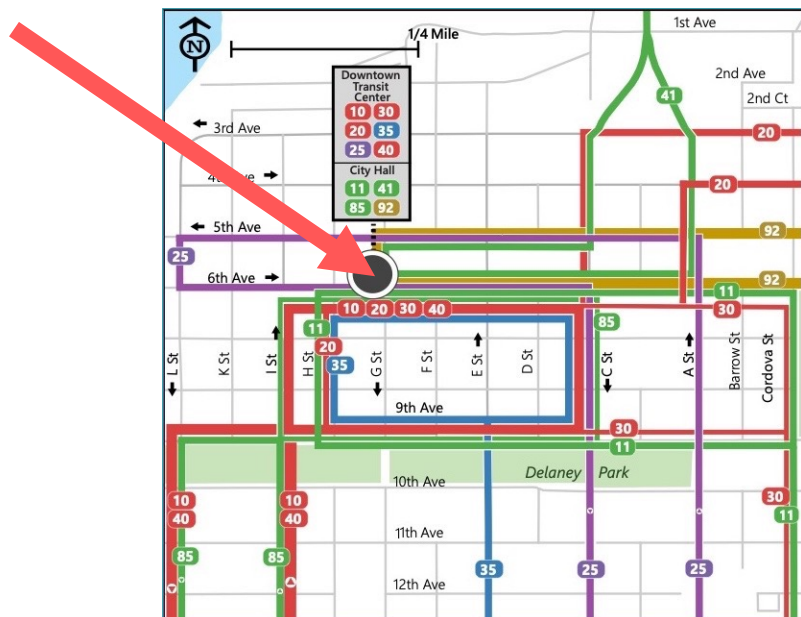 N
1/4 Mile
1st Ave
Downtown
Transit
Center
10 30
20 35
25 40
City Hall
11 41
85 92
2nd Ave
41
2nd Ct
3rd Ave
20
4th Ave
20
5th Ave
92
25
6th Ave
92
11
10 20 30 40
30
11
85
20
35
L St
K St
I St
H St
G St
F St
E St
D St
C St
A St
Barrow St
Cordova St
9th Ave
30
11
Delaney Park
10th Ave
10
40
10
40
30
11
11th Ave
85
85
35
25
25
12th Ave